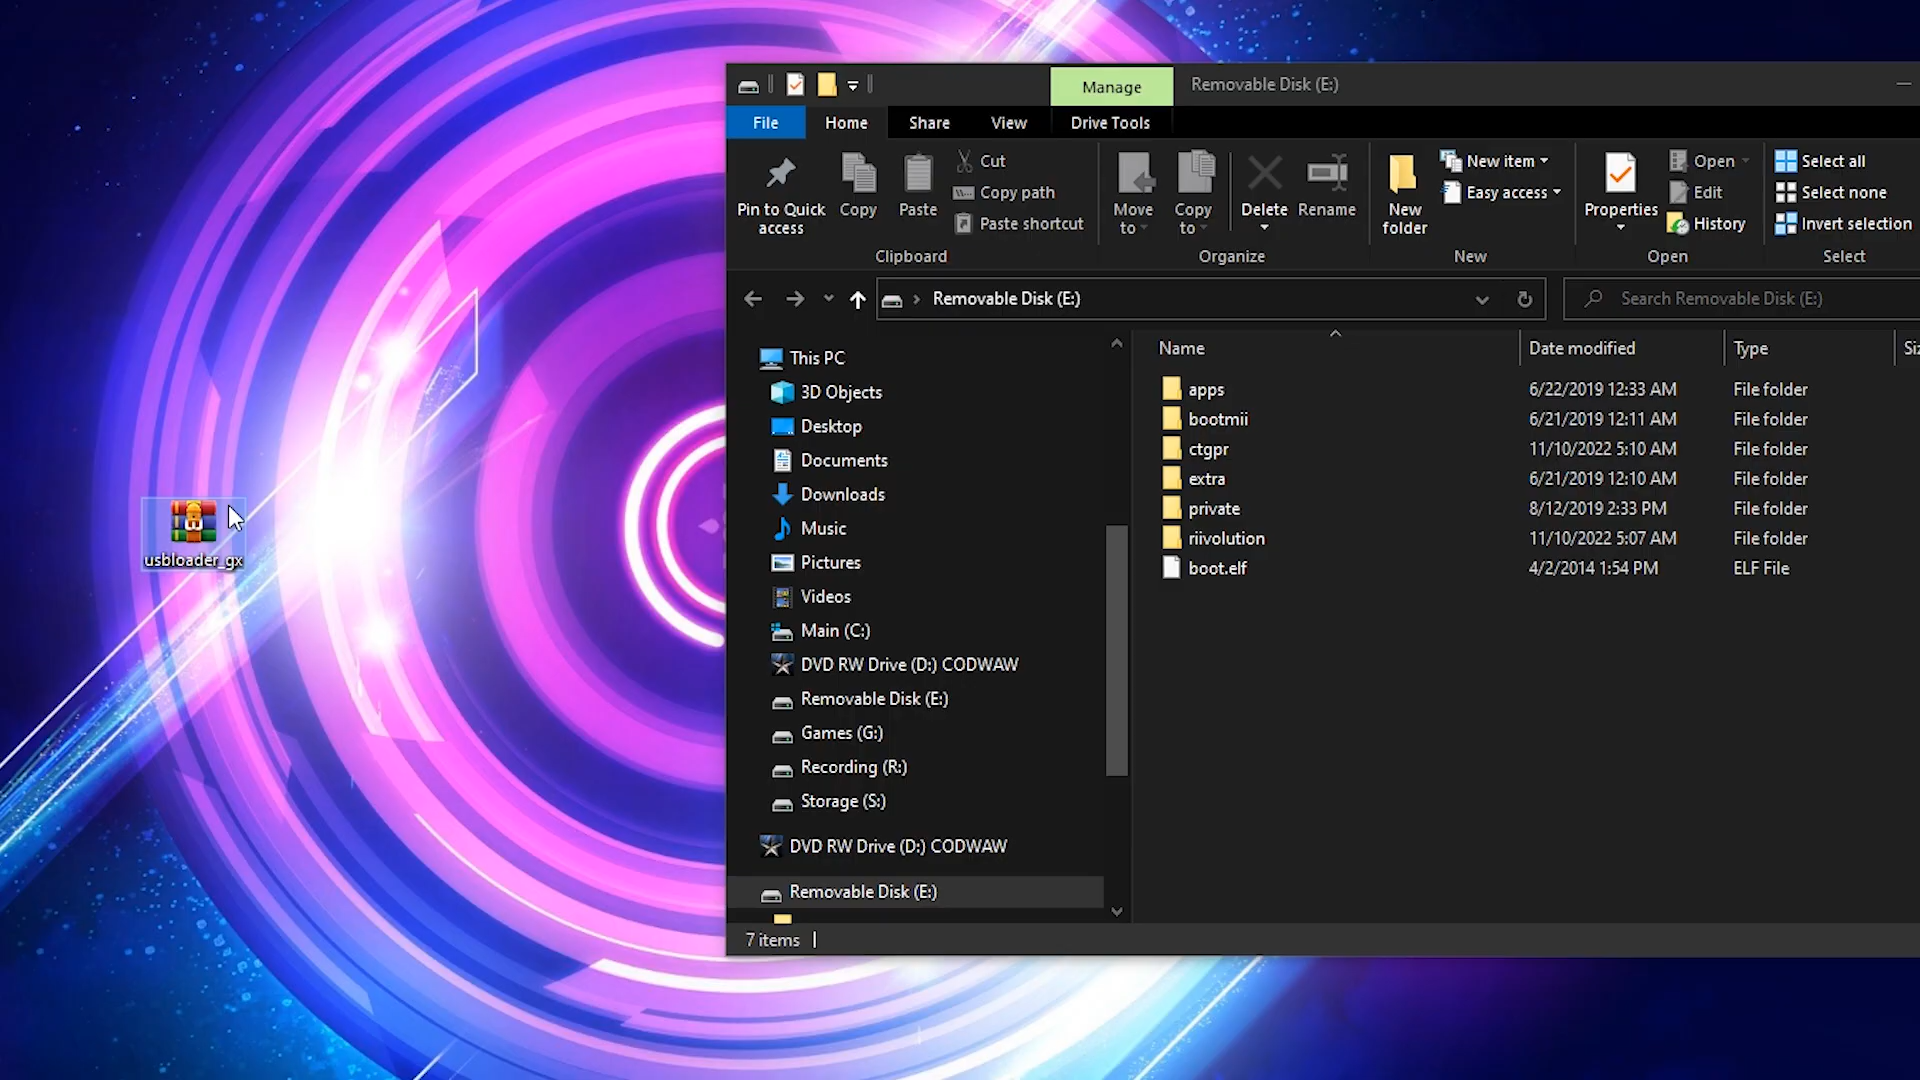 usbloader_gx
Manage
Removable Disk (E:)
File
Home
Share
View
Drive Tools
Pin to Quick
access
Copy
Paste
Cut
Copy path
Paste shortcut
Clipboard
Move
to
Copy
to
Delete
Rename
Organize
New
folder
New item
Easy access
New
Properties
Open
Edit
History
Open
Select all
Select none
Invert selection
Select
Removable Disk (E:)
Search Removable Disk (E:)
This PC
3D Objects
Desktop
Documents
Downloads
Music
Pictures
Videos
Main (C:)
DVD RW Drive (D:) CODWAW
Removable Disk (E:)
Games (G:)
Recording (R:)
Storage (S:)
DVD RW Drive (D:) CODWAW
Removable Disk (E:)
Name Date modified Type
apps 6/22/2019 12:33 AM File folder
bootmii 6/21/2019 12:11 AM File folder
ctgpr 11/10/2022 5:10 AM File folder
extra 6/21/2019 12:10 AM File folder
private 8/12/2019 2:33 PM File folder
riivolution 11/10/2022 5:07 AM File folder
boot.elf 4/2/2014 1:54 PM ELF File
7 items